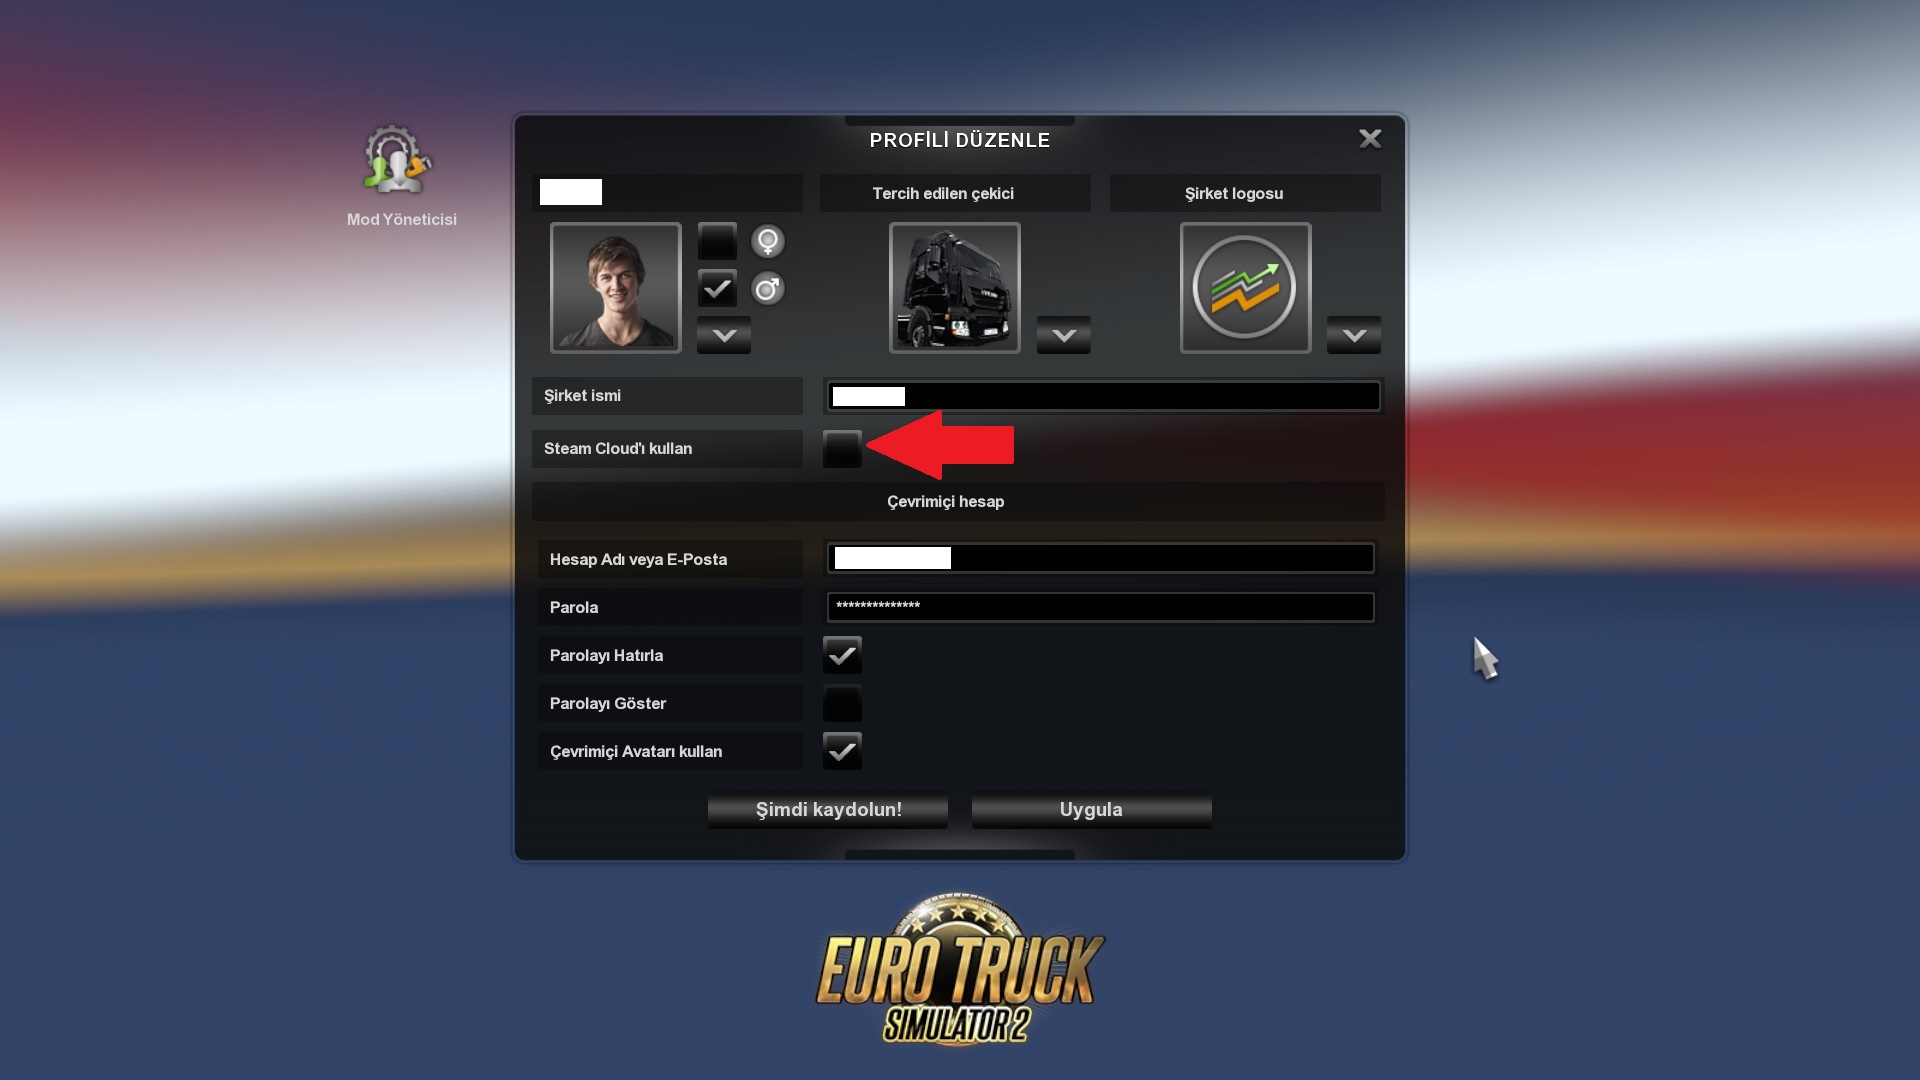 PROFİLİ DÜZENLE
Mod Yöneticisi
Tercih edilen çekici
Şirket logosu
Şirket ismi
Steam Cloud'ı kullan
Çevrimiçi hesap
Hesap Adı veya E-Posta
Parola
**************
Parolayı Hatırla
Parolayı Göster
Çevrimiçi Avatarı kullan
Şimdi kaydolun!
Uygula
EURO TRUCK
SIMULATOR 2